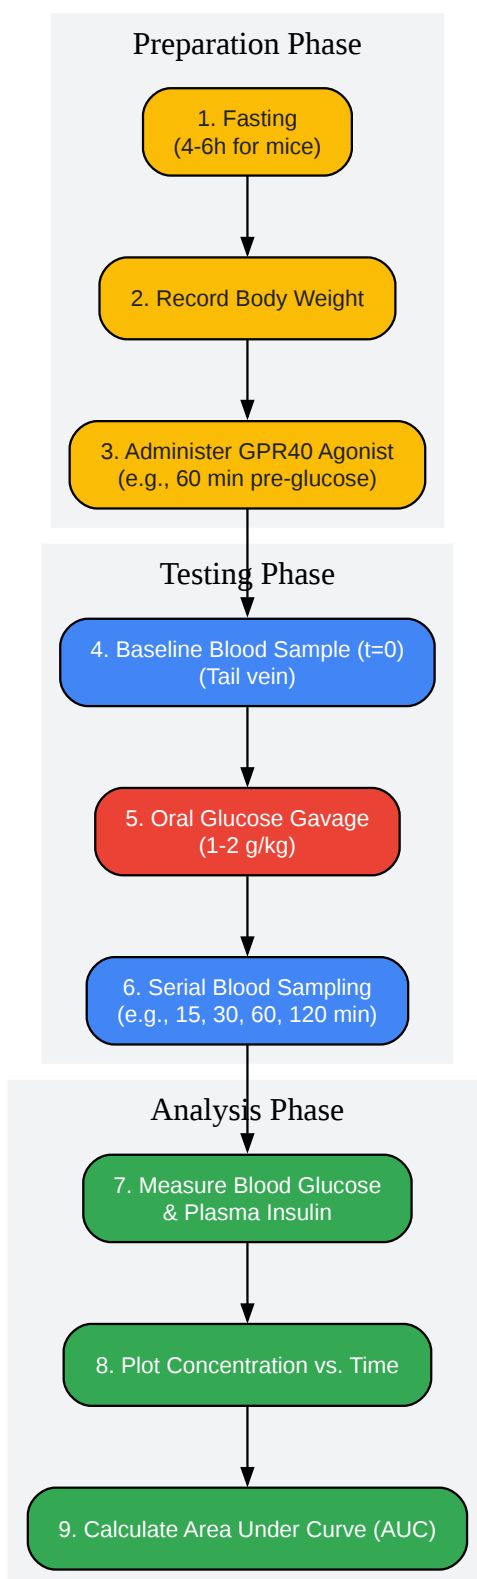 Preparation Phase
1. Fasting
(4-6h for mice)
2. Record Body Weight
3. Administer GPR40 Agonist
(e.g., 60 min pre-glucose)
Testing Phase
4. Baseline Blood Sample (t=0)
(Tail vein)
5. Oral Glucose Gavage
(1-2 g/kg)
6. Serial Blood Sampling
(e.g., 15, 30, 60, 120 min)
Analysis Phase
7. Measure Blood Glucose
& Plasma Insulin
8. Plot Concentration vs. Time
9. Calculate Area Under Curve (AUC)